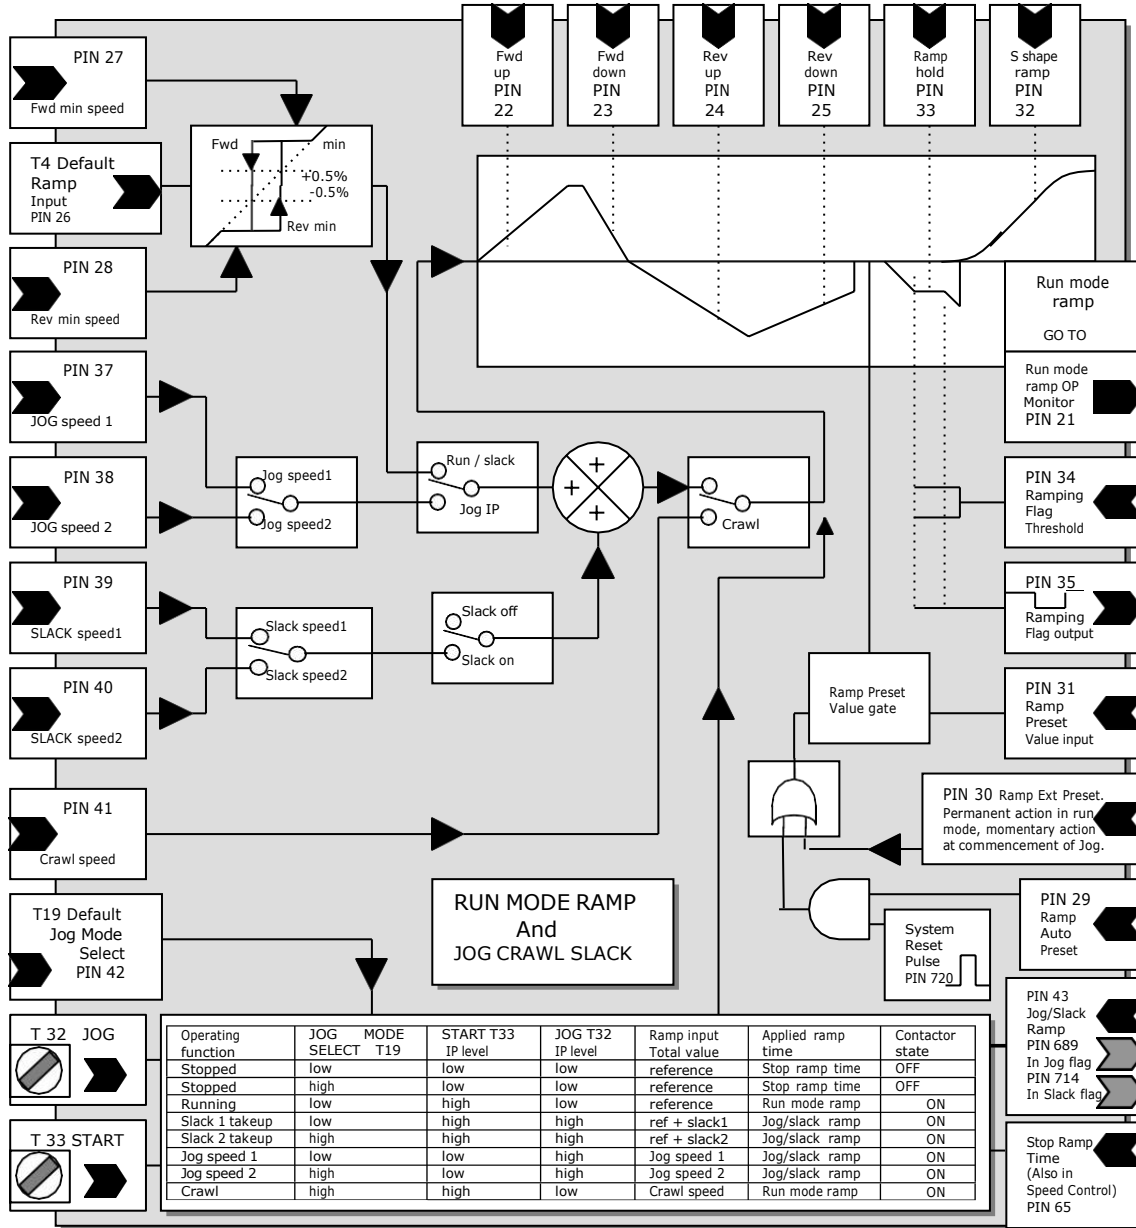 PIN 27
Fwd min speed
T4 Default
Ramp
Input
PIN 26
PIN 28
Rev min speed
PIN 37
JOG speed 1
PIN 38
JOG speed 2
PIN 39
SLACK speed1
PIN 40
SLACK speed2
PIN 41
Crawl speed
T19 Default
Jog Mode
Select
PIN 42
T 32 JOG
T 33 START
Fwd min
+0.5%
-0.5%
Rev min
Fwd
up
PIN
22
Fwd
down
PIN
23
Rev
up
PIN
24
Rev
down
PIN
25
Ramp
hold
PIN
33
S shape
ramp
PIN
32
Run mode
ramp
GO TO
Run mode
ramp OP
Monitor
PIN 21
PIN 34
Ramping
Flag
Threshold
PIN 35
Ramping
Flag output
PIN 31
Ramp
Preset
Value input
PIN 30 Ramp Ext Preset.
Permanent action in run
mode, momentary action
at commencement of Jog.
PIN 29
Ramp
Auto
Preset
System
Reset
Pulse
PIN 720
PIN 43
Jog/Slack
Ramp
PIN 689
In Jog flag
PIN 714
In Slack flag
Stop Ramp
Time
(Also in
Speed Control)
PIN 65
Jog speed1
Jog speed2
Run / slack
Jog IP
+
+
+
Crawl
Slack speed1
Slack speed2
Slack off
Slack on
Ramp Preset
Value gate
RUN MODE RAMP
And
JOG CRAWL SLACK
Operating function JOG MODE SELECT T19 START T33 IP level JOG T32 IP level Ramp input Total value Applied ramp time Contactor state
Stopped low low low reference Stop ramp time OFF
Stopped high low low reference Stop ramp time OFF
Running low high low reference Run mode ramp ON
Slack 1 takeup low high high ref + slack1 Jog/slack ramp ON
Slack 2 takeup high high high ref + slack2 Jog/slack ramp ON
Jog speed 1 low low high Jog speed 1 Jog/slack ramp ON
Jog speed 2 high low high Jog speed 2 Jog/slack ramp ON
Crawl high high low Crawl speed Run mode ramp ON